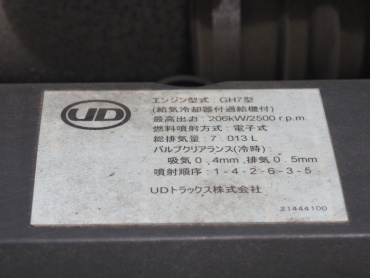 UD
エンジン型式:GH7型
(給気冷却器付過給機付)
最高出力:206kW/2500r.p.m.
燃料噴射方式:電子式
総排気量:7.013L
バルブクリアランス(冷時):
吸気0.4mm,排気0.5mm
噴射順序:1-4-2-6-3-5
UDトラックス株式会社
21444100